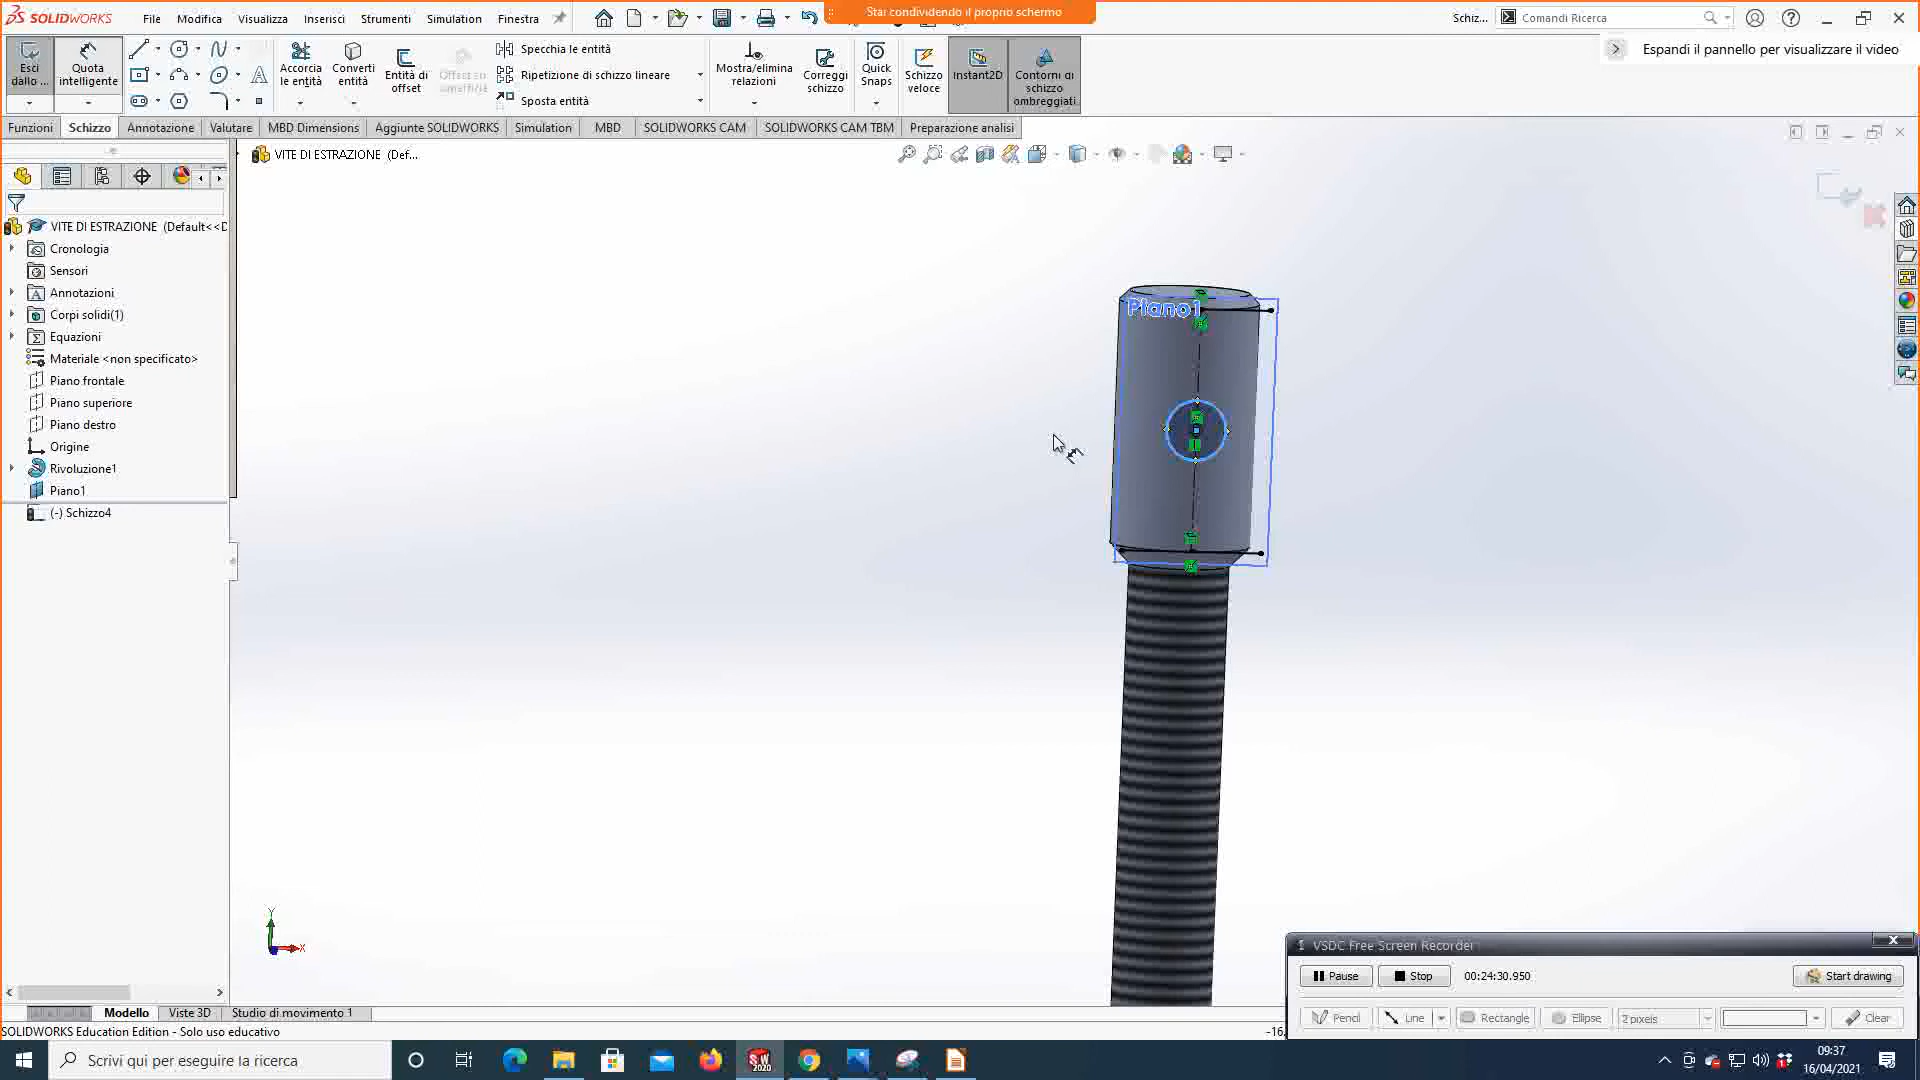 SOLIDWORKS
File
Modifica
Visualizza
Inserisci
Strumenti
Simulation
Finestra
Stai condividendo il proprio schermo
Schiz...
Comandi Ricerca
Espandi il pannello per visualizzare il video
Esci dallo ...
Quota intelligente
Accorcia le entità
Converti entità
Entità di offset
Specchia le entità
Ripetizione di schizzo lineare
Sposta entità
Mostra/elimina relazioni
Correggi schizzo
Quick Snaps
Schizzo veloce
Instant2D
Contorni di schizzo ombreggiati
Funzioni
Schizzo
Annotazione
Valutare
MBD Dimensions
Aggiunte SOLIDWORKS
Simulation
MBD
SOLIDWORKS CAM
SOLIDWORKS CAM TBM
Preparazione analisi
VITE DI ESTRAZIONE (Def...
VITE DI ESTRAZIONE (Default<<D
Cronologia
Sensori
Annotazioni
Corpi solidi(1)
Equazioni
Materiale <non specificato>
Piano frontale
Piano superiore
Piano destro
Origine
Rivoluzione1
Piano1
(-) Schizzo4
Piano1
Y
X
Modello
Viste 3D
Studio di movimento 1
SOLIDWORKS Education Edition - Solo uso educativo
-16,
VSDC Free Screen Recorder
Pause
Stop
00:24:30.950
Start drawing
Pencil
Line
Rectangle
Ellipse
2 pixels
Clear
Scrivi qui per eseguire la ricerca
SW 2020
09:37
16/04/2021